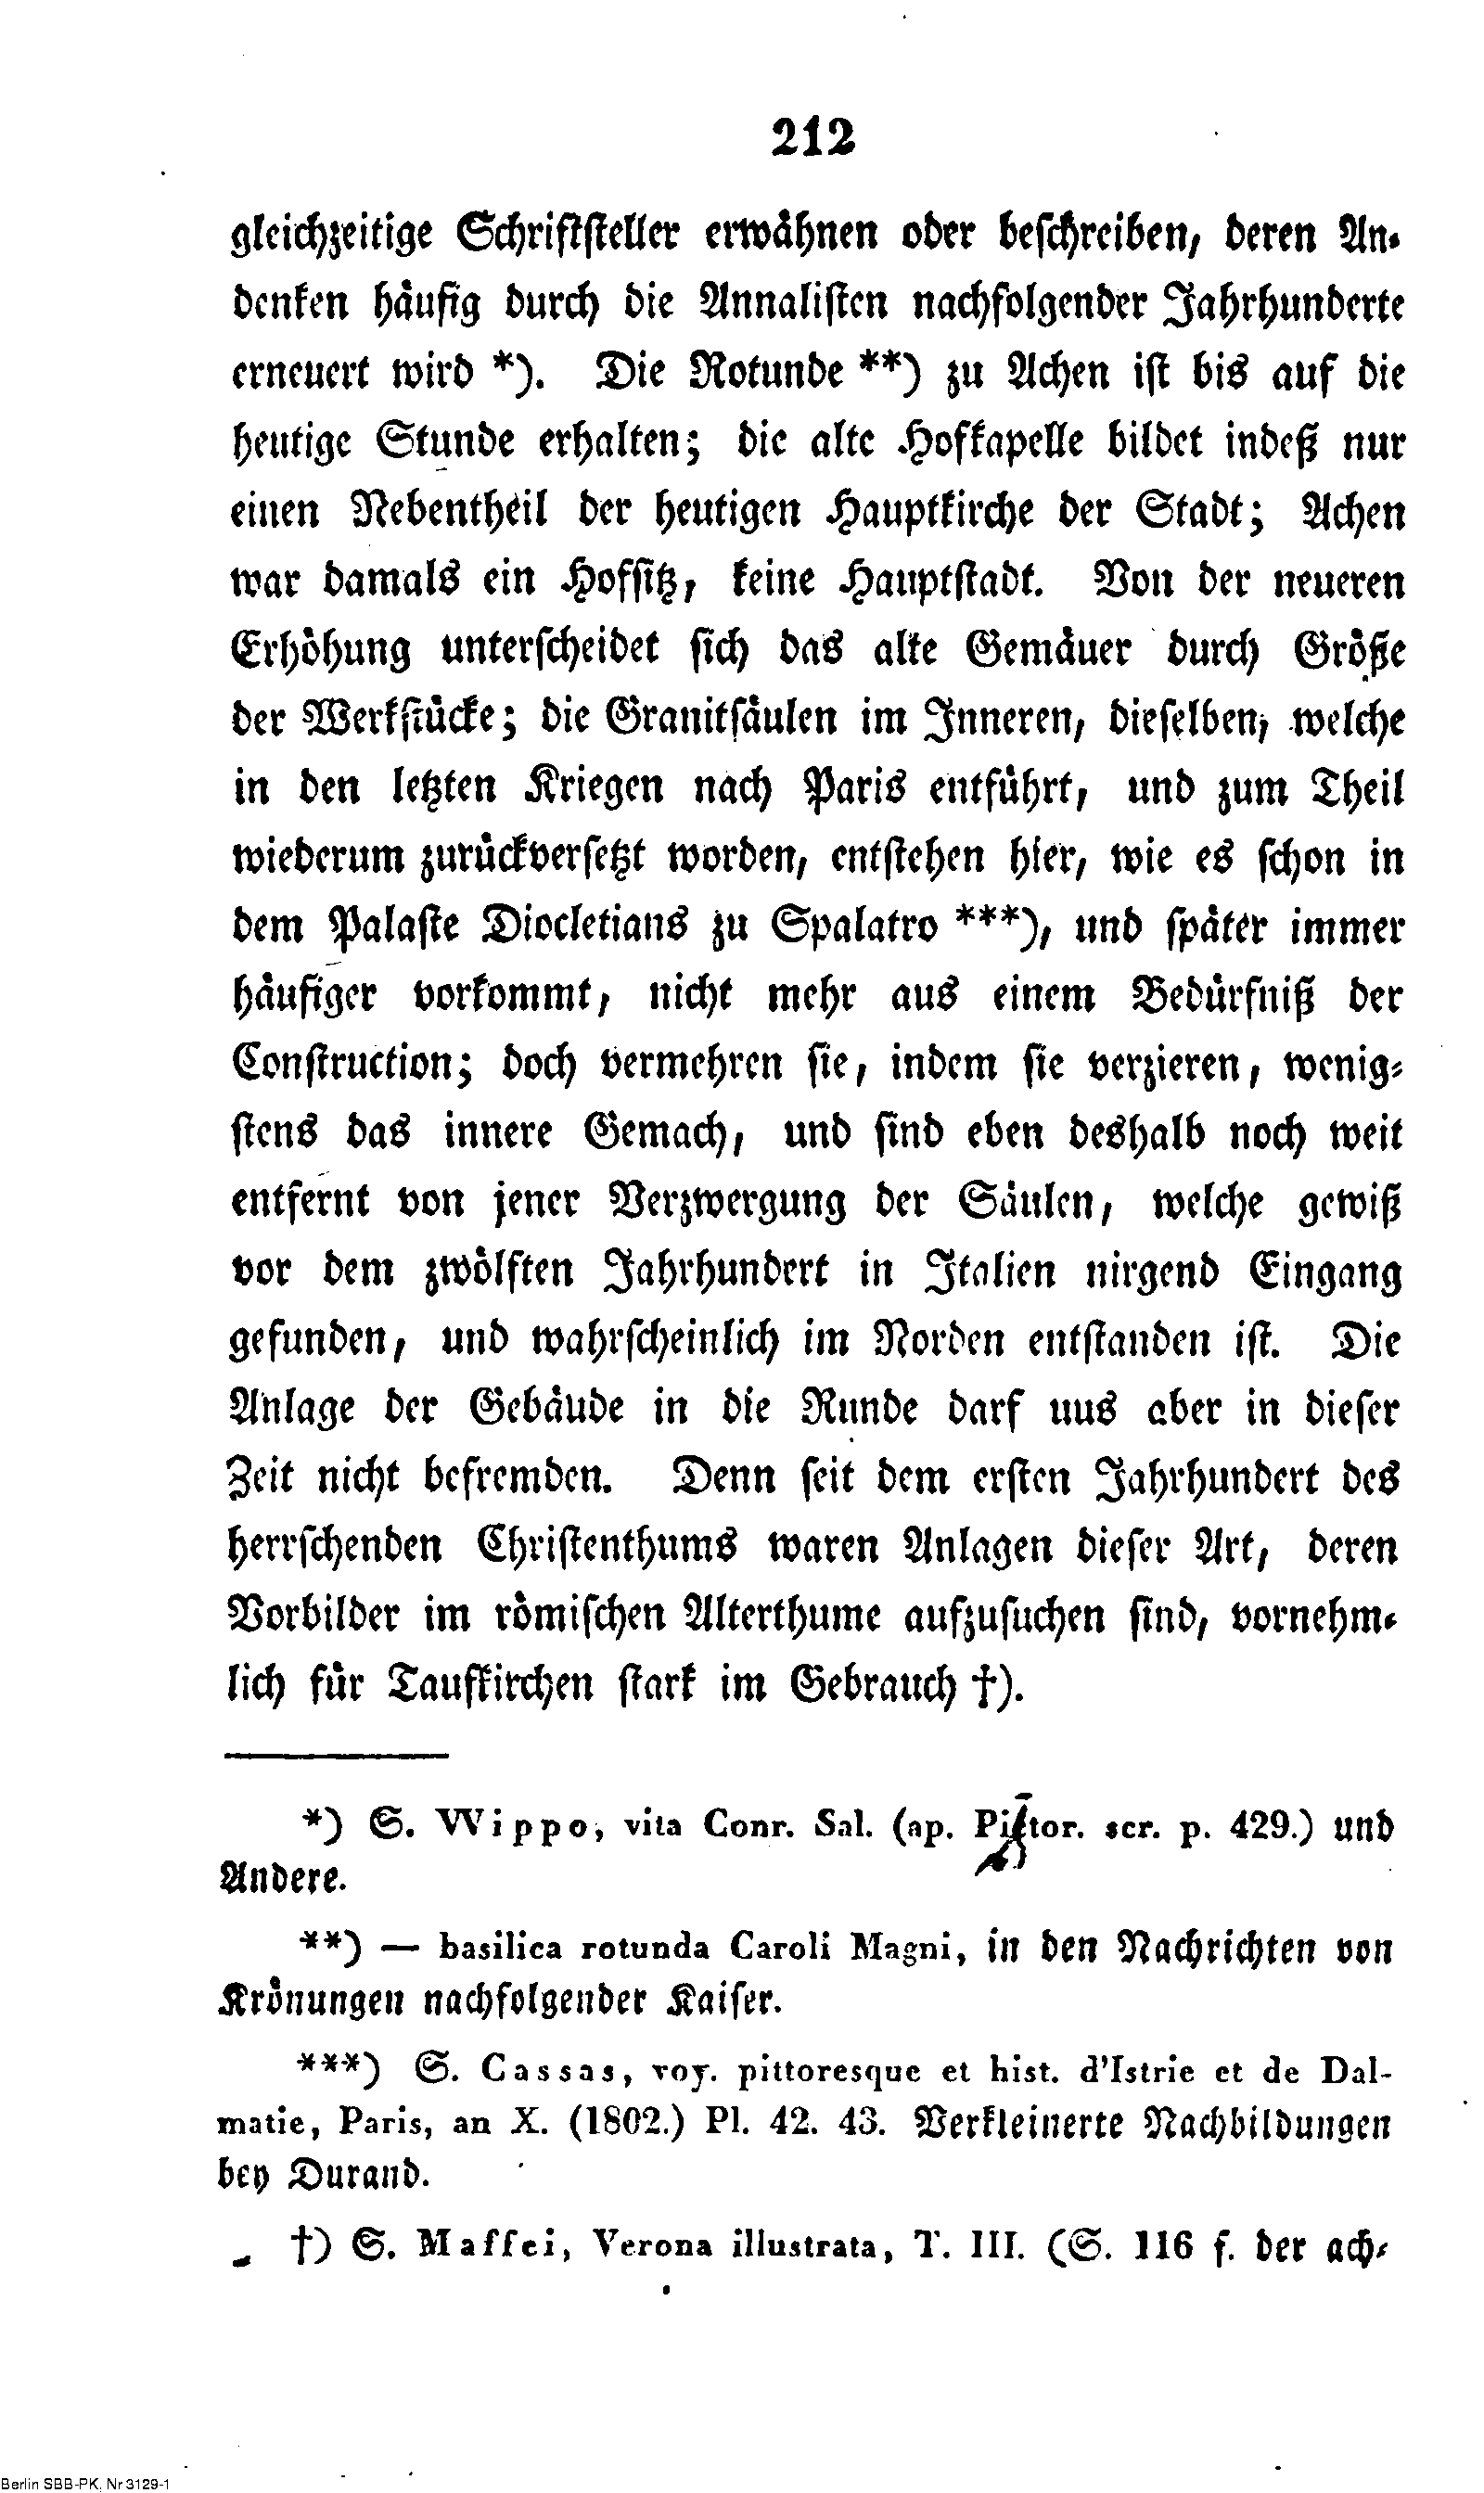 212
gleichzeitige Schriftsteller erwähnen oder beschreiben, deren An-
denken häufig durch die Annalisten nachfolgender Jahrhunderte
erneuert wird *). Die Rotunde **) zu Achen ist bis auf die
heutige Stunde erhalten; die alte Hofkapelle bildet indeß nur
einen Nebentheil der heutigen Hauptkirche der Stadt; Achen
war damals ein Hofsitz, keine Hauptstadt. Von der neueren
Erhöhung unterscheidet sich das alte Gemäuer durch Größe
der Werkstücke; die Granitsäulen im Inneren, dieselben, welche
in den letzten Kriegen nach Paris entführt, und zum Theil
wiederum zurückversetzt worden, entstehen hier, wie es schon in
dem Palaste Diocletians zu Spalatro ***), und später immer
häufiger vorkommt, nicht mehr aus einem Bedürfniß der
Construction; doch vermehren sie, indem sie verzieren, wenig-
stens das innere Gemach, und sind eben deshalb noch weit
entfernt von jener Verzwergung der Säulen, welche gewiß
vor dem zwölften Jahrhundert in Italien nirgend Eingang
gefunden, und wahrscheinlich im Norden entstanden ist. Die
Anlage der Gebäude in die Runde darf uus aber in dieser
Zeit nicht befremden. Denn seit dem ersten Jahrhundert des
herrschenden Christenthums waren Anlagen dieser Art, deren
Vorbilder im römischen Alterthume aufzusuchen sind, vornehm-
lich für Taufkirchen stark im Gebrauch †).
*) S. Wippo, vita Conr. Sal. (ap. Pistor. scr. p. 429.) und
Andere.
**) — basilica rotunda Caroli Magni, in den Nachrichten von
Krönungen nachfolgender Kaiser.
***) S. Cassas, voy. pittoresque et hist. d'Istrie et de Dal-
matie, Paris, an X. (1802.) Pl. 42. 43. Verkleinerte Nachbildungen
bey Durand.
†) S. Maffei, Verona illustrata, T. III. (S. 116 f. der ach-
Berlin SBB-PK, Nr 3129-1